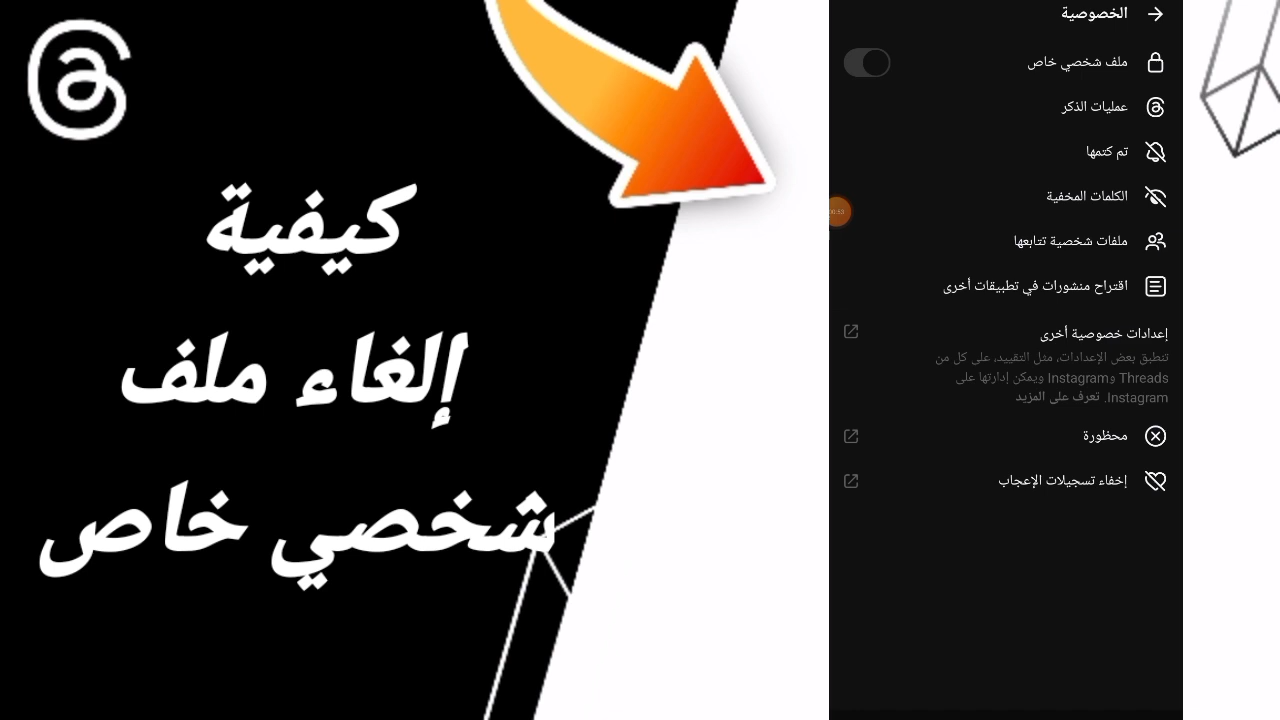 كيفية
إلغاء ملف
شخصي خاص
الخصوصية
ملف شخصي خاص
عمليات الذكر
تم كتمها
الكلمات المخفية
00:33
ملفات شخصية تتابعها
اقتراح منشورات في تطبيقات أخرى
إعدادات خصوصية أخرى
تنطبق بعض الإعدادات، مثل التقييد، على كل من
Threads وInstagram ويمكن إدارتها على
Instagram. تعرف على المزيد
محظورة
إخفاء تسجيلات الإعجاب